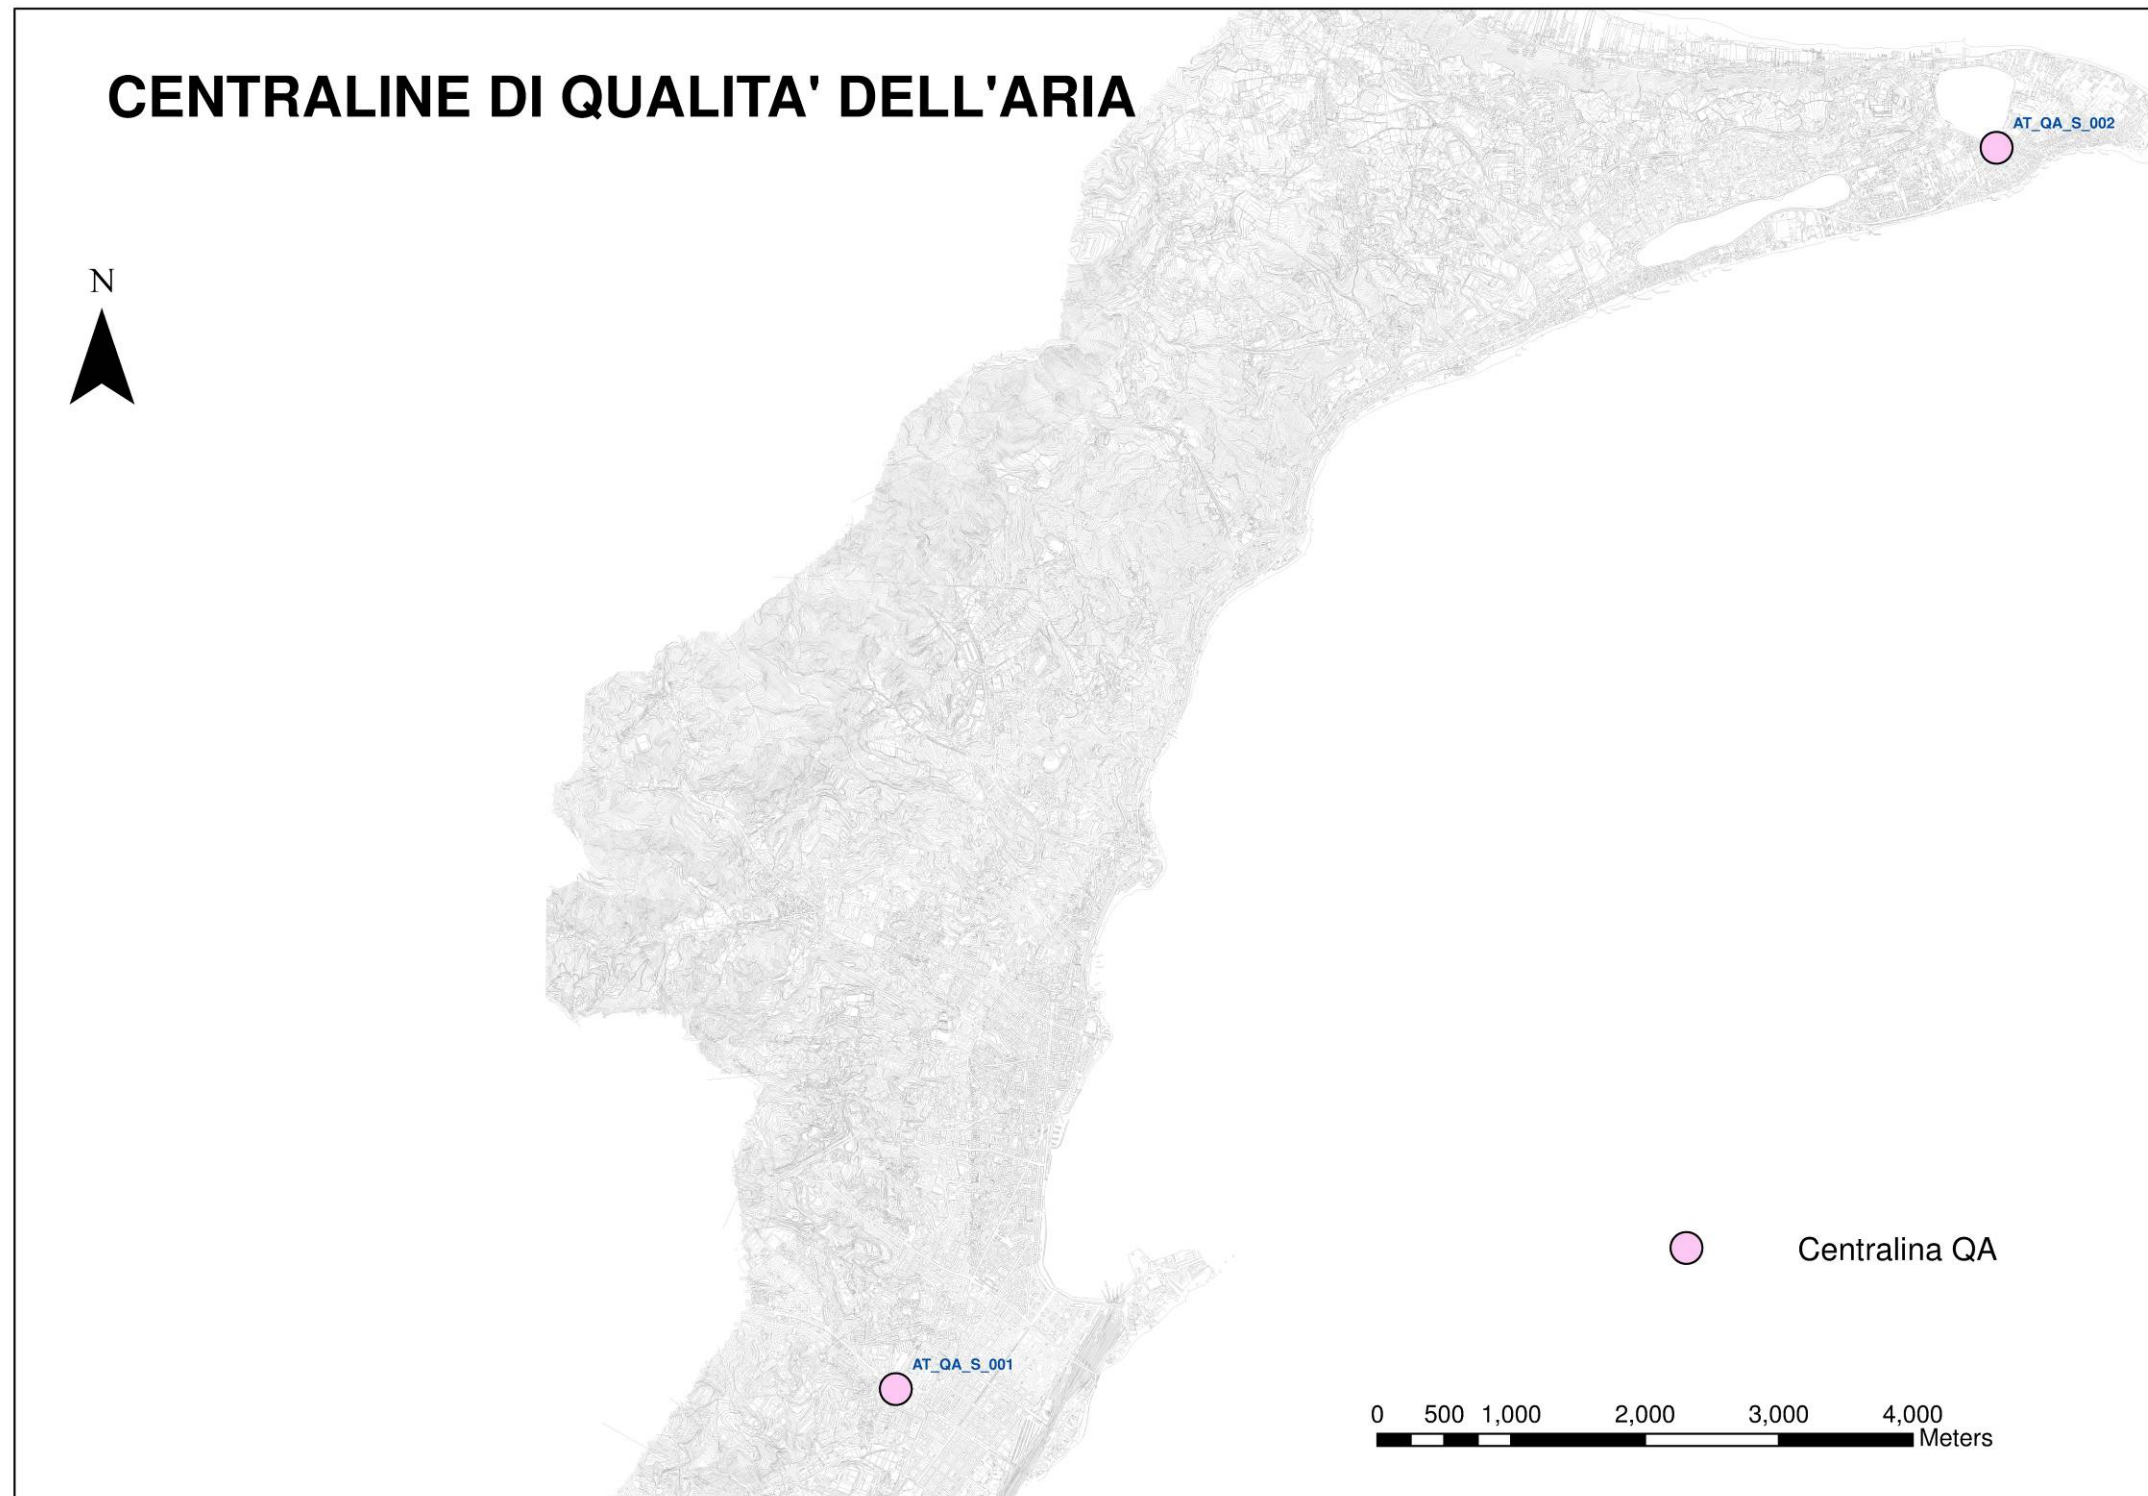 CENTRALINE DI QUALITA' DELL'ARIA
AT_QA_S_002
N
Centralina QA
AT_QA_S_001
0 500 1,000 2,000 3,000 4,000
Meters